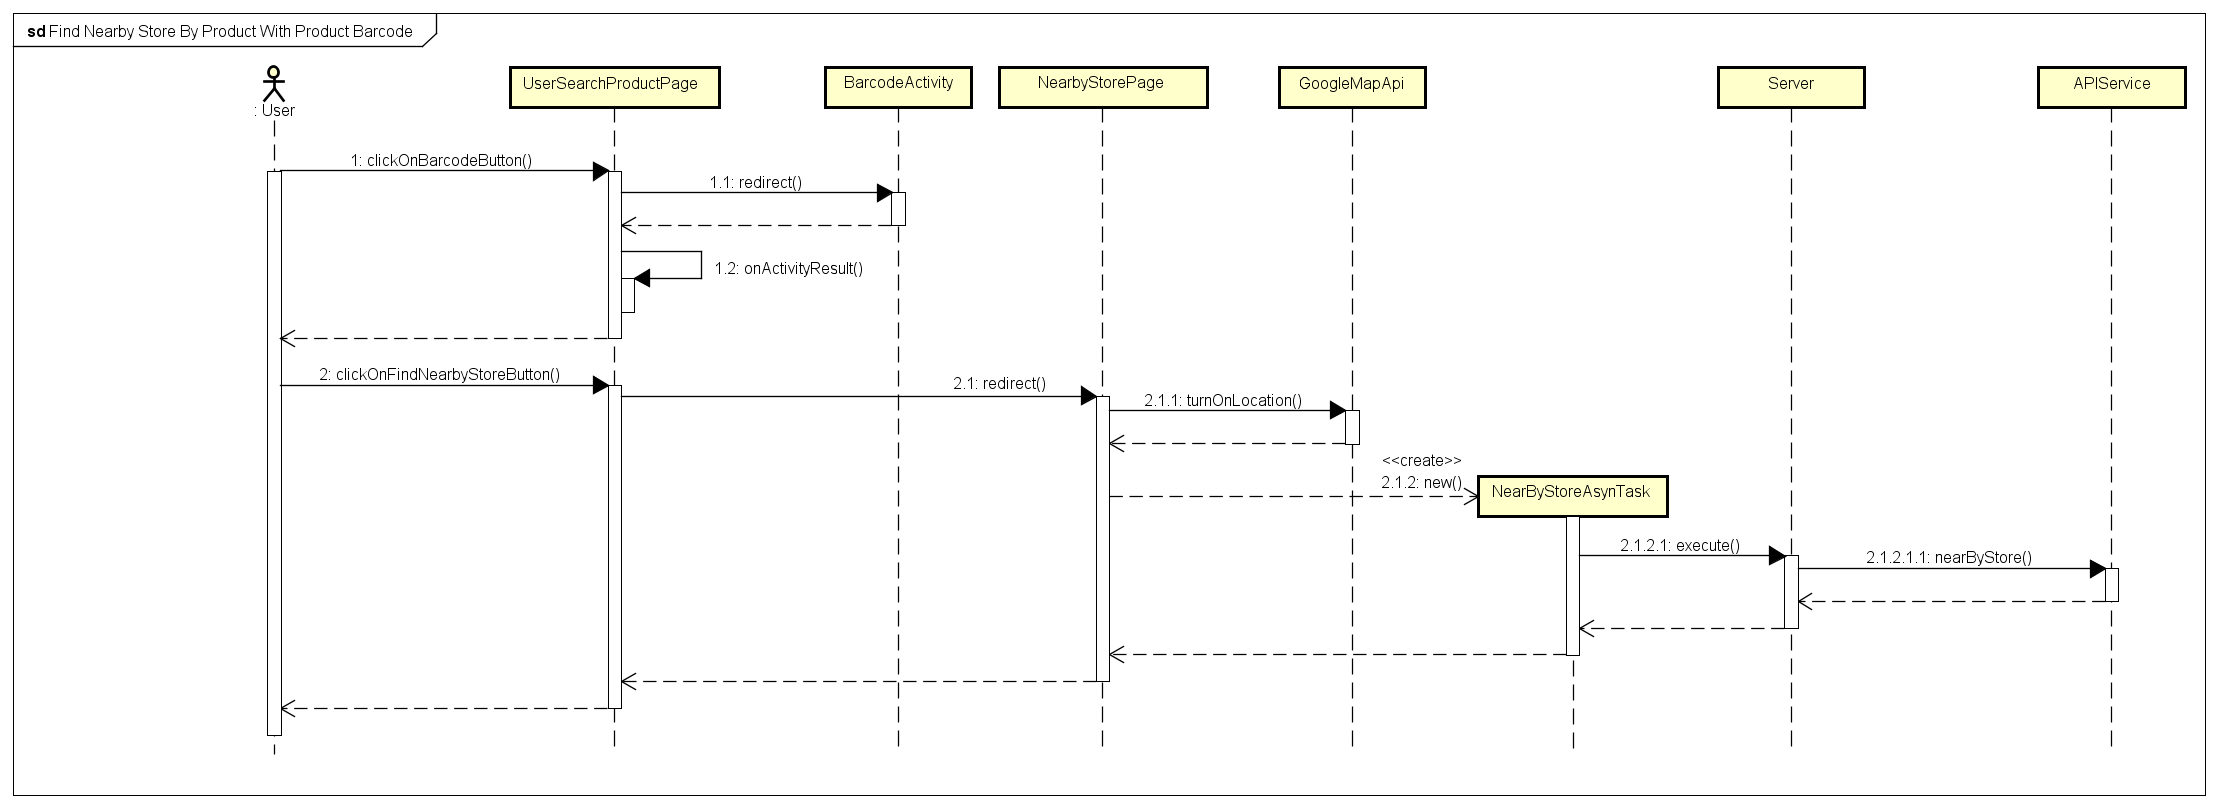 sd Find Nearby Store By Product With Product Barcode
: User
UserSearchProductPage
BarcodeActivity
NearbyStorePage
GoogleMapApi
Server
APIService
1: clickOnBarcodeButton()
1.1: redirect()
1.2: onActivityResult()
2: clickOnFindNearbyStoreButton()
2.1: redirect()
2.1.1: turnOnLocation()
<<create>>
2.1.2: new()
NearByStoreAsynTask
2.1.2.1: execute()
2.1.2.1.1: nearByStore()